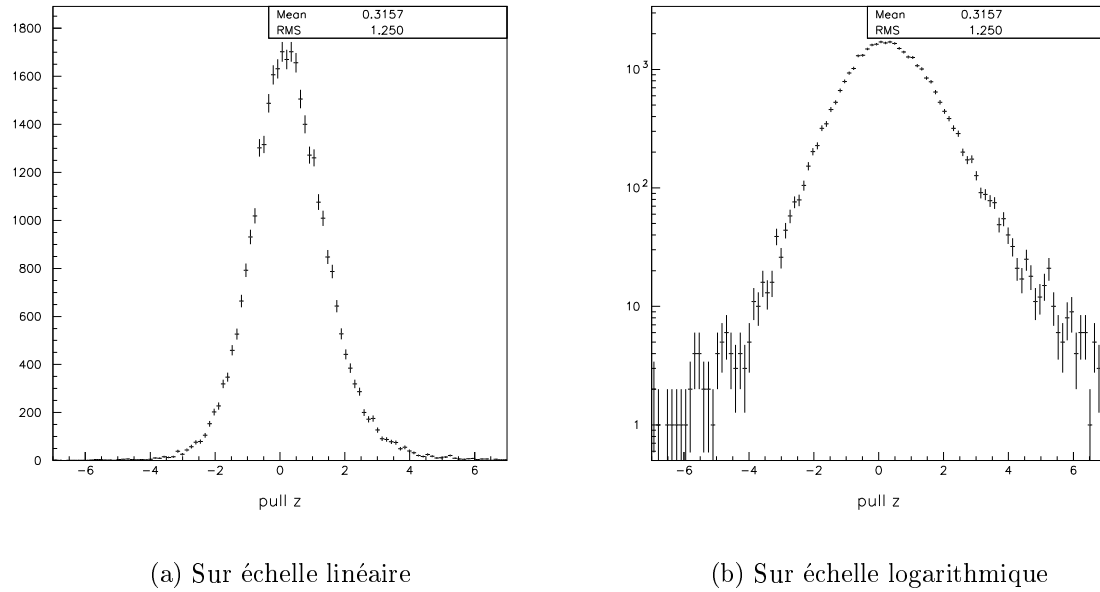 Mean 0.3157
RMS 1.250
1800
1600
1400
1200
1000
800
600
400
200
0
−6 −4 −2 0 2 4 6
pull z
(a) Sur échelle linéaire
Mean 0.3157
RMS 1.250
10³
10²
10
1
−6 −4 −2 0 2 4 6
pull z
(b) Sur échelle logarithmique